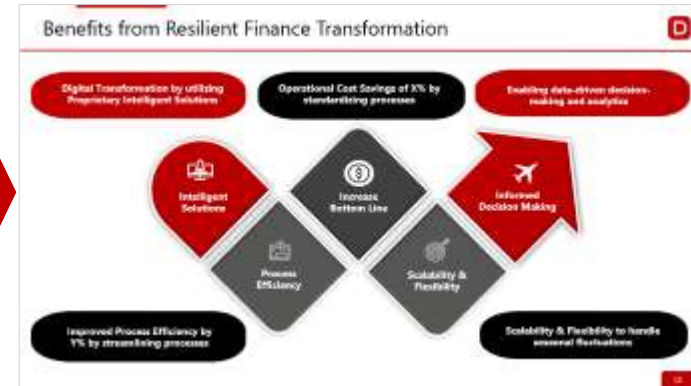 Benefits from Resilient Finance Transformation
D
Digital Transformation by utilizing
Proprietary Intelligent Solutions
Operational Cost Savings of X% by
standardizing processes
Enabling data-driven decision-
making and analytics
Intelligent
Solutions
Increase
Bottom Line
Informed
Decision Making
Process
Efficiency
Scalability &
Flexibility
Improved Process Efficiency by
Y% by streamlining processes
Scalability & Flexibility to handle
seasonal fluctuations